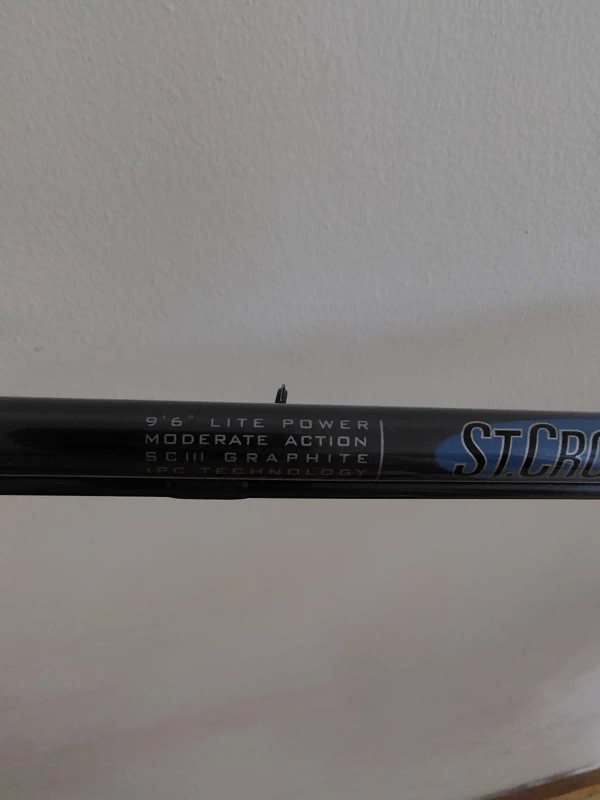 9'6" LITE POWER
MODERATE ACTION
SCIII GRAPHITE
IPC TECHNOLOGY
ST.CRO